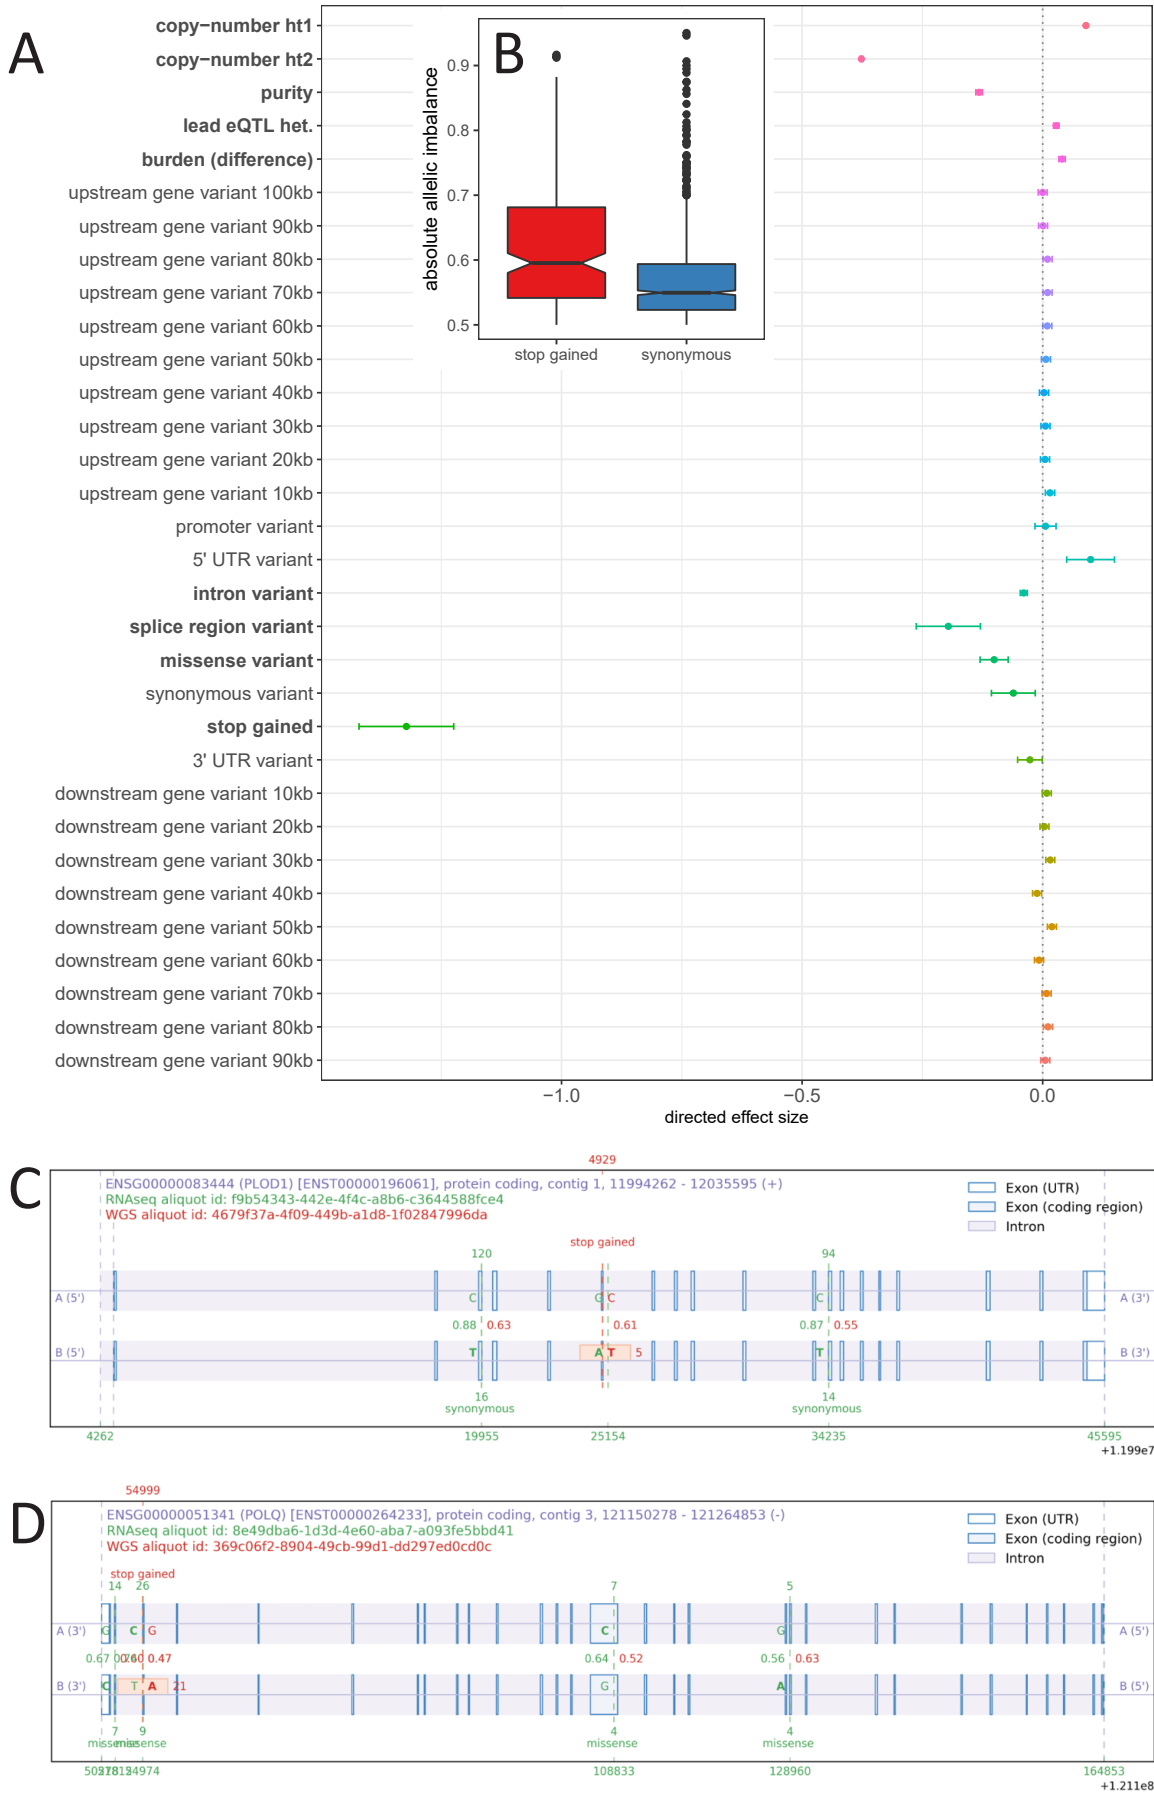 A
B
copy−number ht1
copy−number ht2
purity
lead eQTL het.
burden (difference)
upstream gene variant 100kb
upstream gene variant 90kb
upstream gene variant 80kb
upstream gene variant 70kb
upstream gene variant 60kb
upstream gene variant 50kb
upstream gene variant 40kb
upstream gene variant 30kb
upstream gene variant 20kb
upstream gene variant 10kb
promoter variant
5' UTR variant
intron variant
splice region variant
missense variant
synonymous variant
stop gained
3' UTR variant
downstream gene variant 10kb
downstream gene variant 20kb
downstream gene variant 30kb
downstream gene variant 40kb
downstream gene variant 50kb
downstream gene variant 60kb
downstream gene variant 70kb
downstream gene variant 80kb
downstream gene variant 90kb
−1.0 −0.5 0.0
directed effect size
absolute allelic imbalance
0.9
0.8
0.7
0.6
0.5
stop gained synonymous
C
4929
ENSG00000083444 (PLOD1) [ENST00000196061], protein coding, contig 1, 11994262 - 12035595 (+)
RNAseq aliquot id: f9b54343-442e-4f4c-a8b6-c3644588fce4
WGS aliquot id: 4679f37a-4f09-449b-a1d8-1f02847996da
Exon (UTR)
Exon (coding region)
Intron
stop gained
120 94
A (5') C G C C A (3')
0.88 0.63 0.61 0.87 0.55
B (5') T A T 5 T B (3')
16 14
synonymous synonymous
4262 19955 25154 34235 45595
+1.199e7
D
54999
ENSG00000051341 (POLQ) [ENST00000264233], protein coding, contig 3, 121150278 - 121264853 (-)
RNAseq aliquot id: 8e49dba6-1d3d-4e60-aba7-a093fe5bbd41
WGS aliquot id: 369c06f2-8904-49cb-99d1-dd297ed0cd0c
Exon (UTR)
Exon (coding region)
Intron
stop gained
14 26 7 5
A (3') G C G C G A (5')
0.67 0.47 0.64 0.52 0.56 0.63
B (3') C T A 21 G A B (5')
7 9 4 4
missense missense missense
108833 128960 164853
+1.211e8